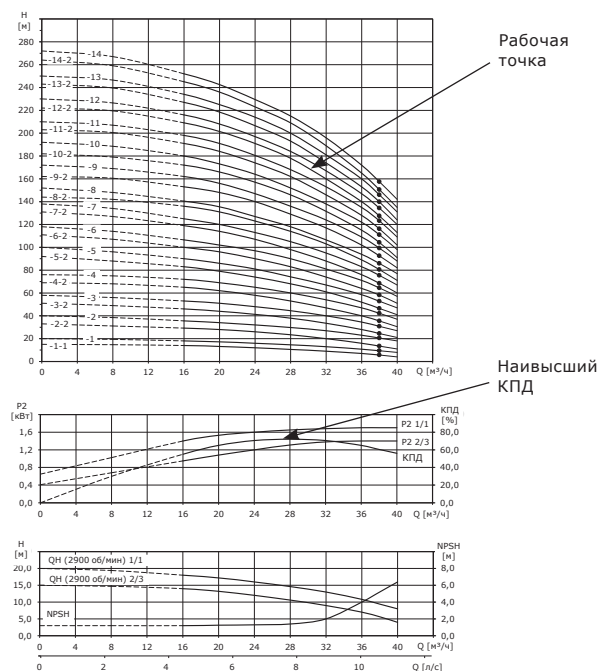 H
[м]
280
260
240
220
200
180
160
140
120
100
80
60
40
20
0
-14
-14-2
-13
-13-2
-12
-12-2
-11
-11-2
-10
-10-2
-9
-9-2
-8
-8-2
-7
-7-2
-6
-6-2
-5
-5-2
-4
-4-2
-3
-3-2
-2
-2-2
-1
-1-1
0 4 8 12 16 20 24 28 32 36 40 Q [м³/ч]
Рабочая
точка
Наивысший
КПД
P2
[кВт]
1,6
1,2
0,8
0,4
0,0
КПД
[%]
80,0
60,0
40,0
20,0
0,0
P2 1/1
P2 2/3
КПД
0 4 8 12 16 20 24 28 32 36 40 Q [м³/ч]
H
[м]
20,0
15,0
10,0
5,0
0,0
NPSH
[м]
8,0
6,0
4,0
2,0
0,0
QH (2900 об/мин) 1/1
QH (2900 об/мин) 2/3
NPSH
0 4 8 12 16 20 24 28 32 36 40 Q [м³/ч]
0 2 4 6 8 10 Q [л/с]